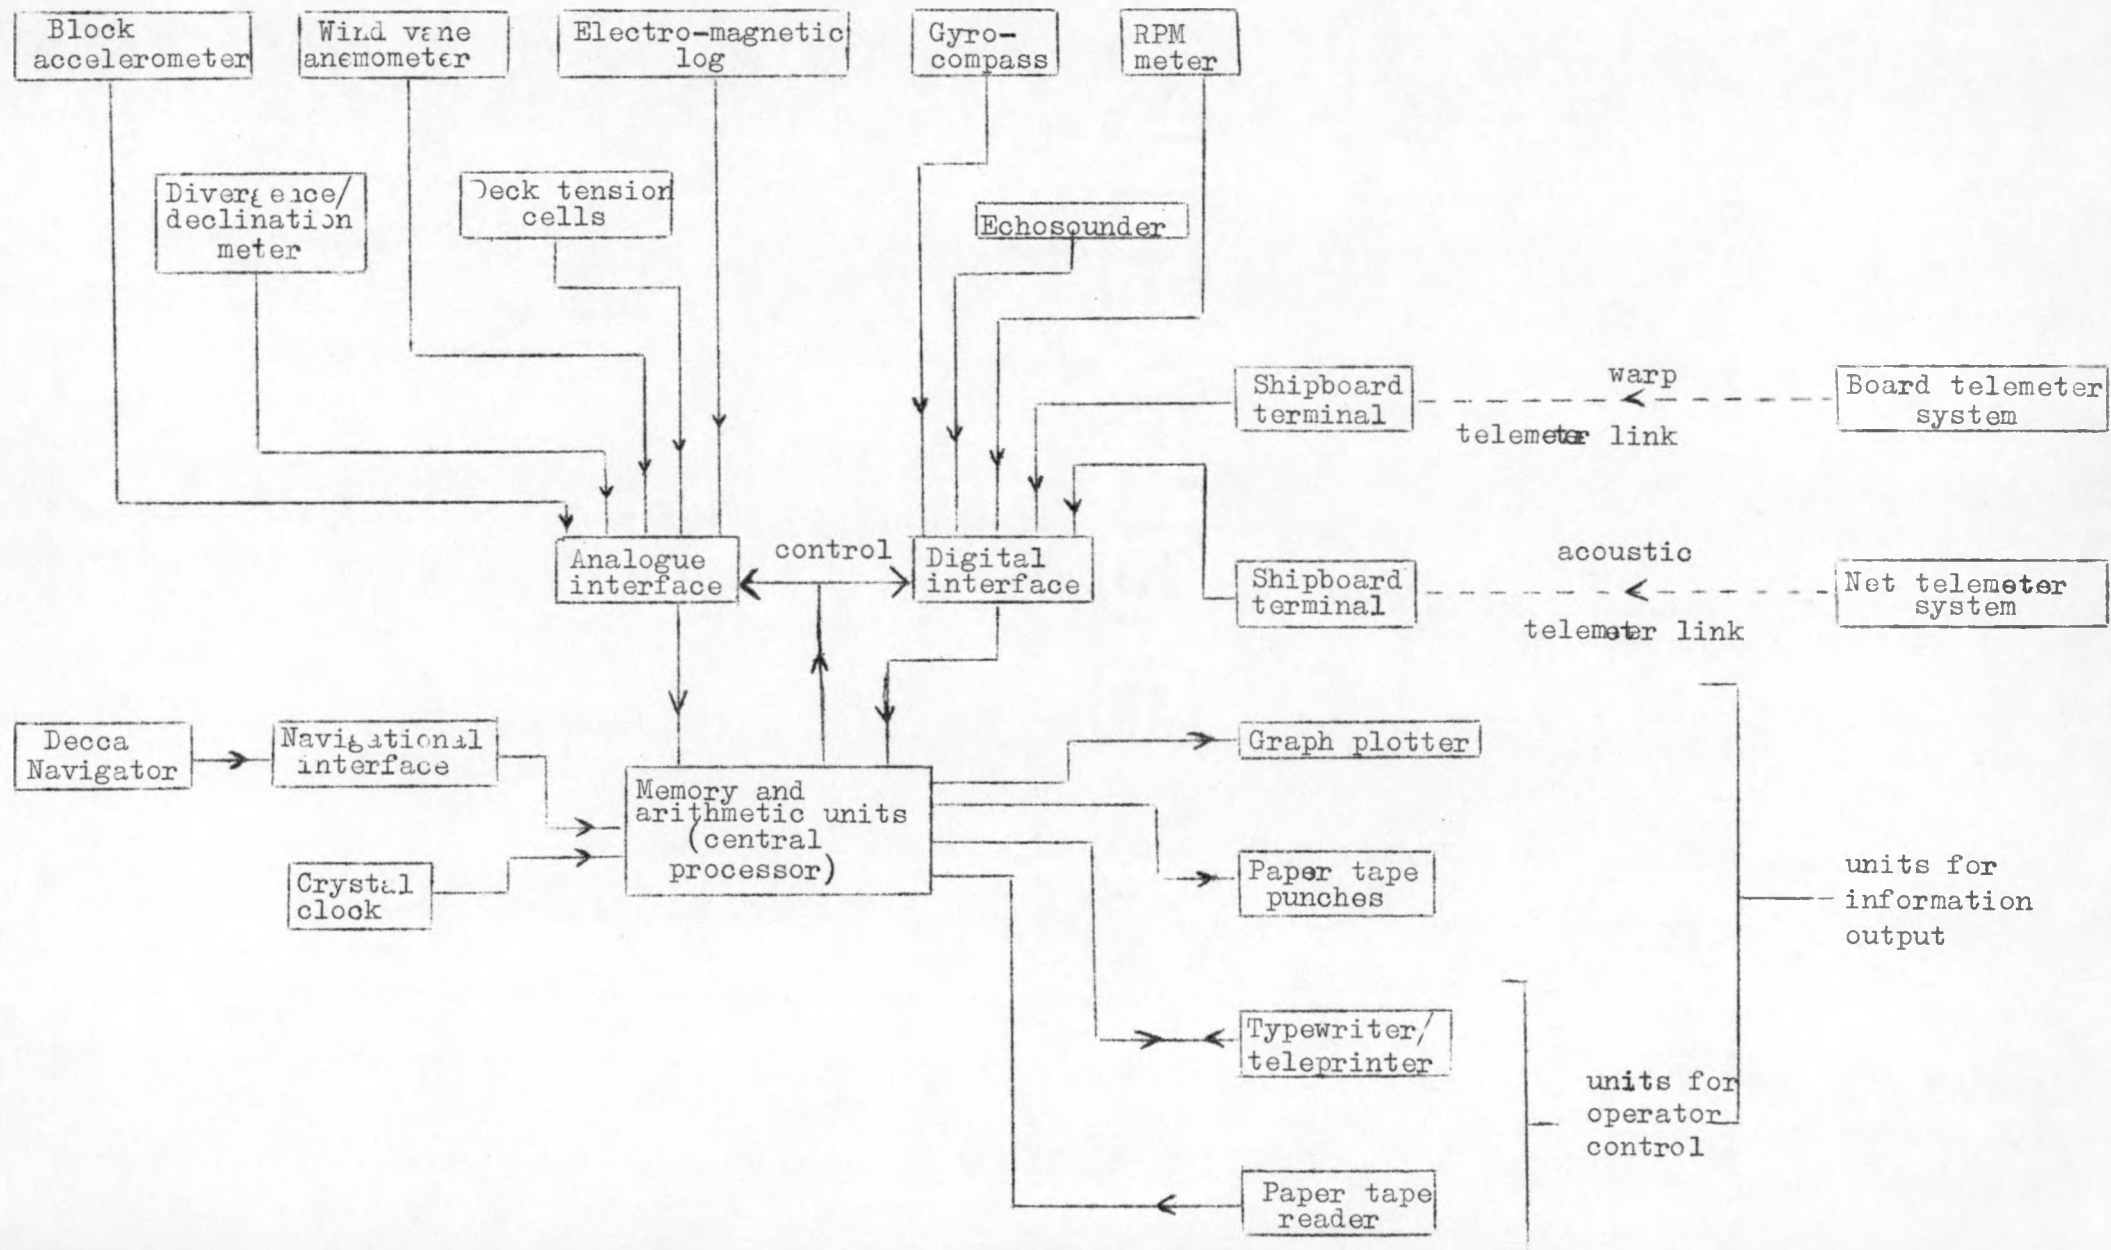 Block
accelerometer
Wind vane
anemometer
Electro-magnetic
log
Gyro-
compass
RPM
meter
Divergence/
declination
meter
Deck tension
cells
Echosounder
Shipboard
terminal
warp
telemeter link
Board telemeter
system
Analogue
interface
control
Digital
interface
Shipboard
terminal
acoustic
telemeter link
Net telemeter
system
Decca
Navigator
Navigational
interface
Memory and
arithmetic units
(central
processor)
Crystal
clock
Graph plotter
Paper tape
punches
Typewriter/
teleprinter
Paper tape
reader
units for
operator
control
units for
information
output